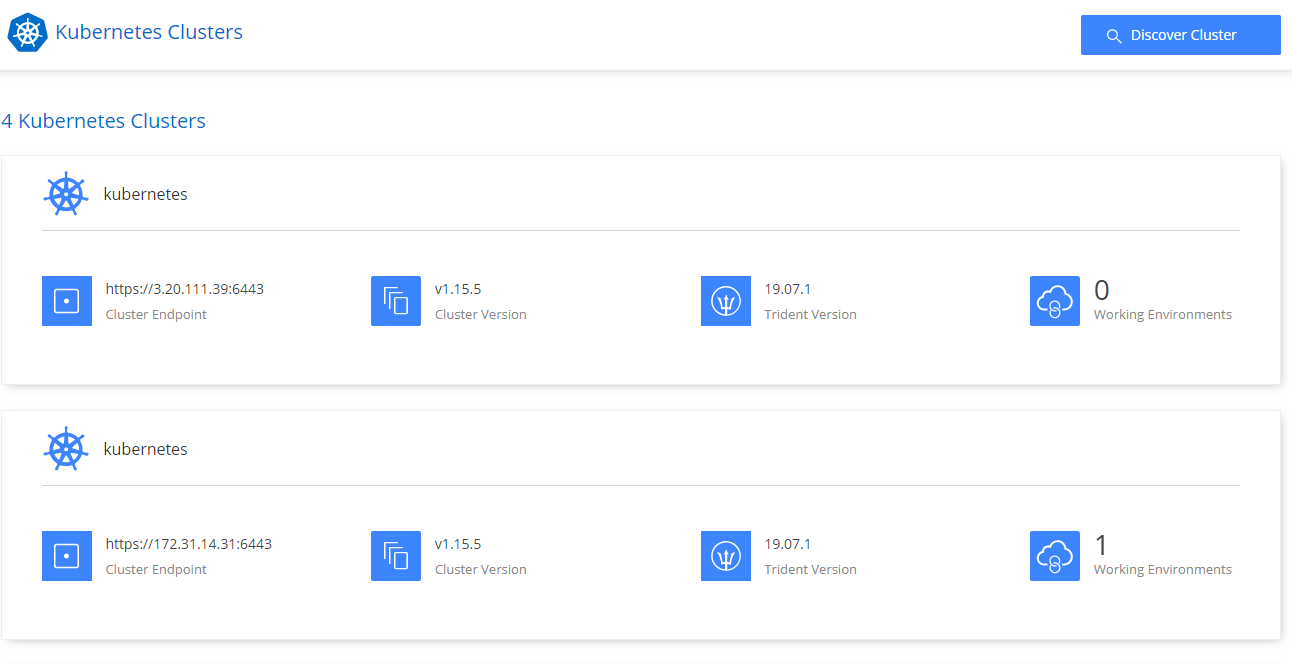 Kubernetes Clusters
Discover Cluster
4 Kubernetes Clusters
kubernetes
https://3.20.111.39:6443
Cluster Endpoint
v1.15.5
Cluster Version
19.07.1
Trident Version
0
Working Environments
kubernetes
https://172.31.14.31:6443
Cluster Endpoint
v1.15.5
Cluster Version
19.07.1
Trident Version
1
Working Environments